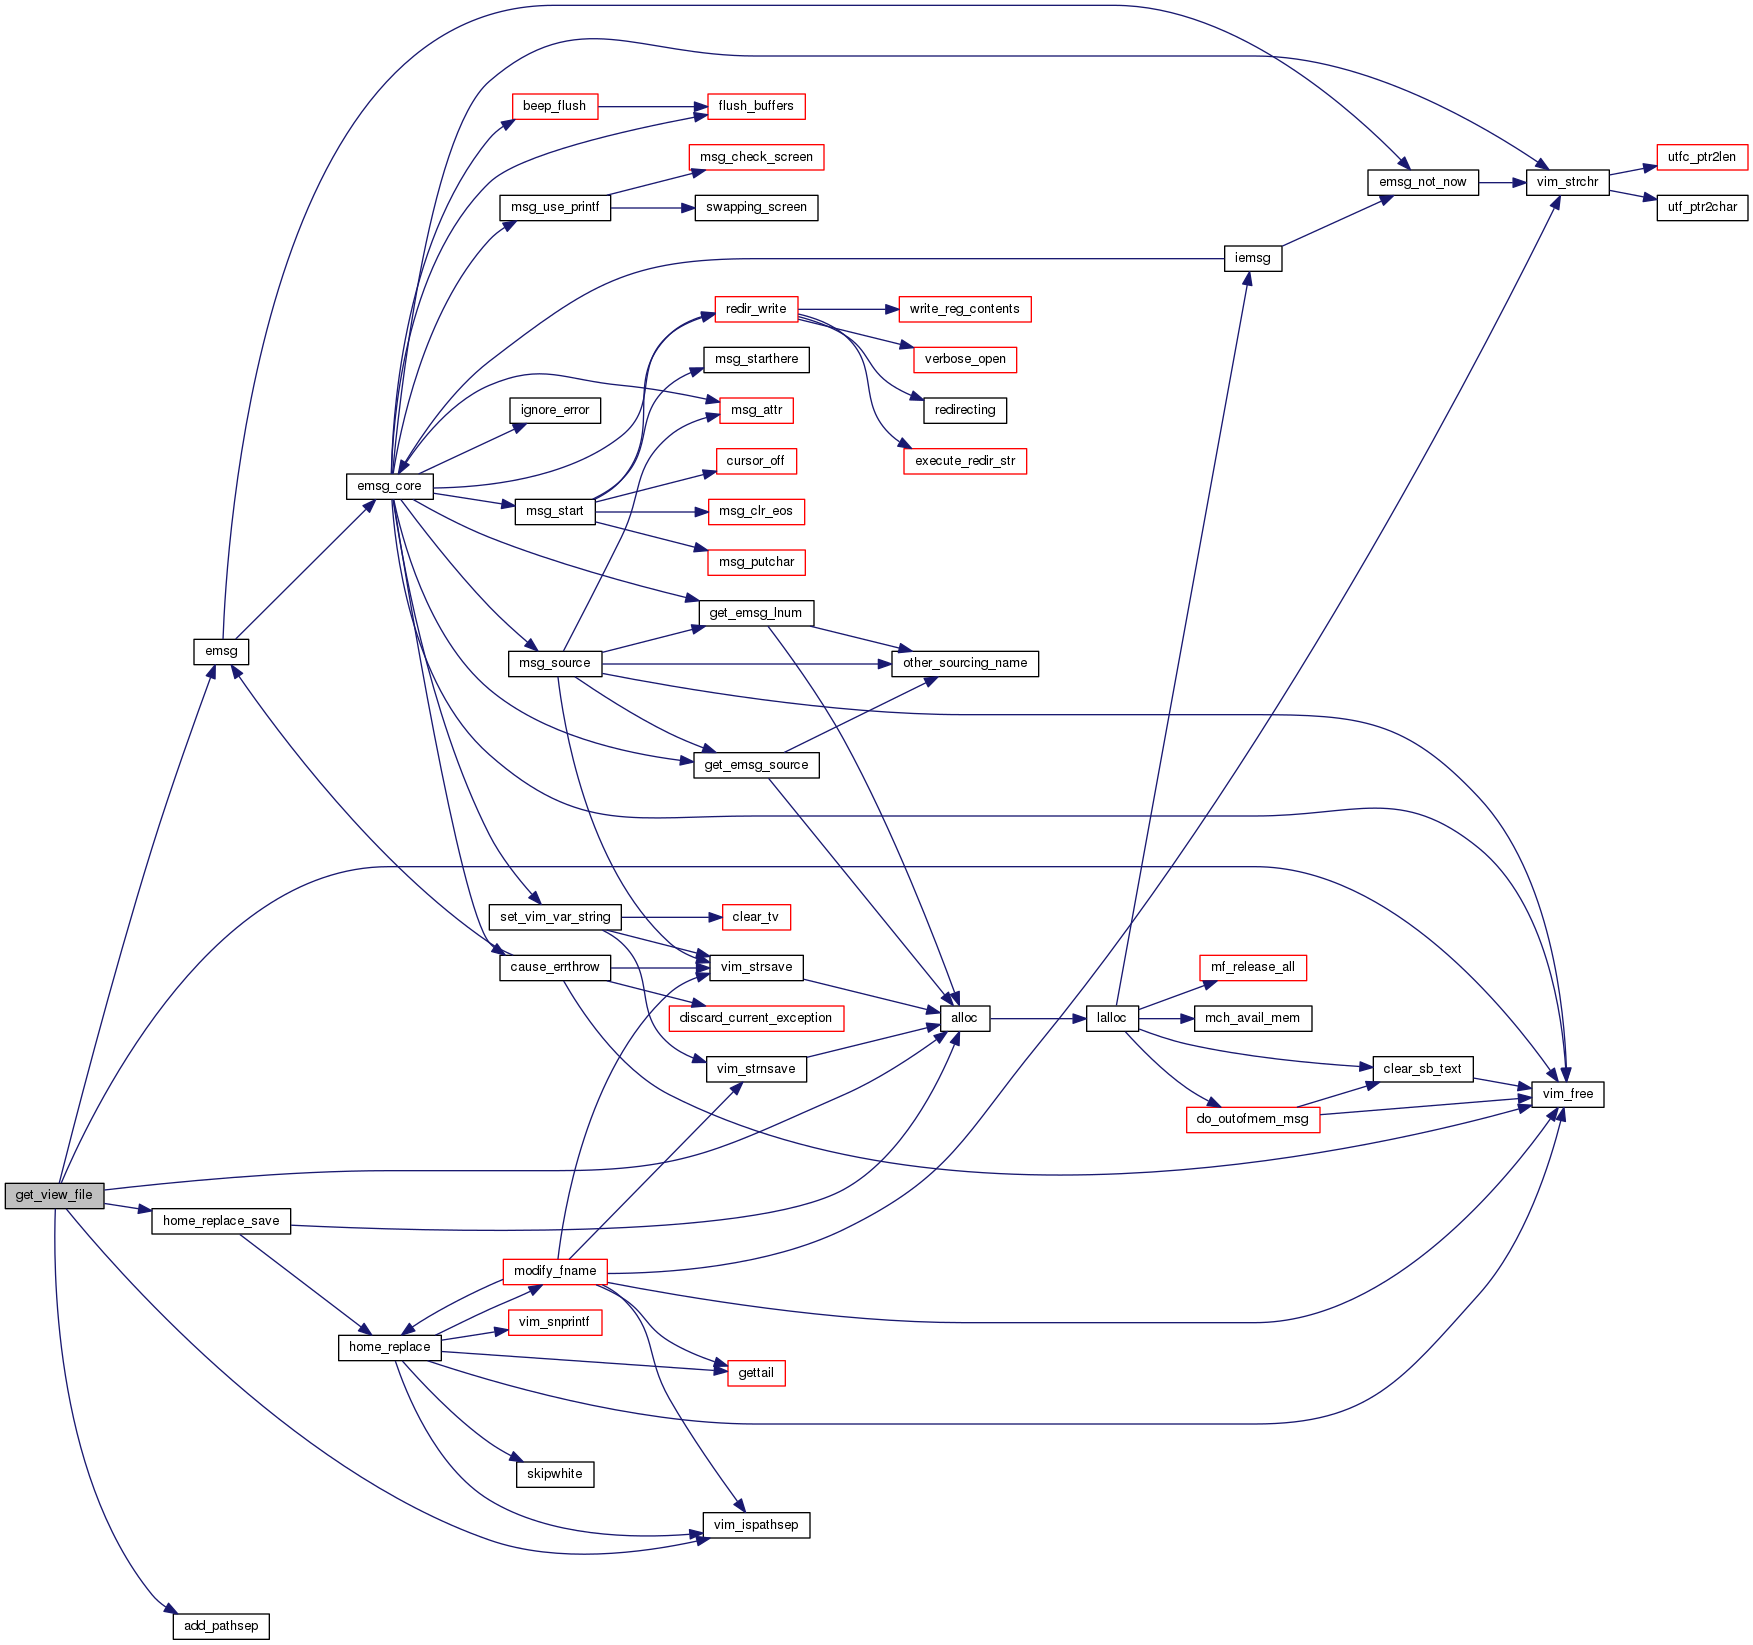 beep_flush
flush_buffers
msg_check_screen
utfc_ptr2len
emsg_not_now
vim_strchr
msg_use_printf
swapping_screen
utf_ptr2char
iemsg
redir_write
write_reg_contents
msg_starthere
verbose_open
ignore_error
msg_attr
redirecting
cursor_off
execute_redir_str
emsg_core
msg_start
msg_clr_eos
msg_putchar
get_emsg_lnum
emsg
msg_source
other_sourcing_name
get_emsg_source
set_vim_var_string
clear_tv
cause_errthrow
vim_strsave
mf_release_all
discard_current_exception
alloc
lalloc
mch_avail_mem
vim_strnsave
clear_sb_text
vim_free
do_outofmem_msg
get_view_file
home_replace_save
modify_fname
vim_snprintf
home_replace
gettail
skipwhite
vim_ispathsep
add_pathsep